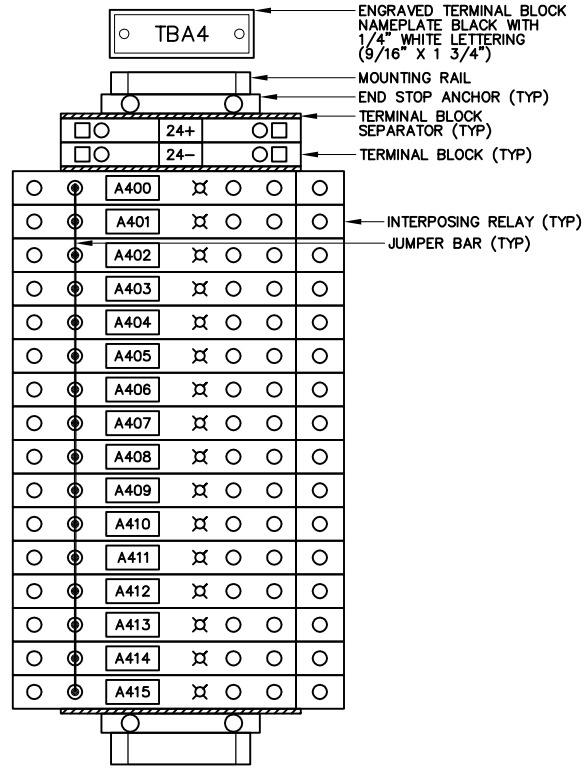 TBA4
ENGRAVED TERMINAL BLOCK
NAMEPLATE BLACK WITH
1/4" WHITE LETTERING
(9/16" X 1 3/4")
MOUNTING RAIL
END STOP ANCHOR (TYP)
TERMINAL BLOCK
SEPARATOR (TYP)
24+
24-
TERMINAL BLOCK (TYP)
A400
A401
INTERPOSING RELAY (TYP)
JUMPER BAR (TYP)
A402
A403
A404
A405
A406
A407
A408
A409
A410
A411
A412
A413
A414
A415